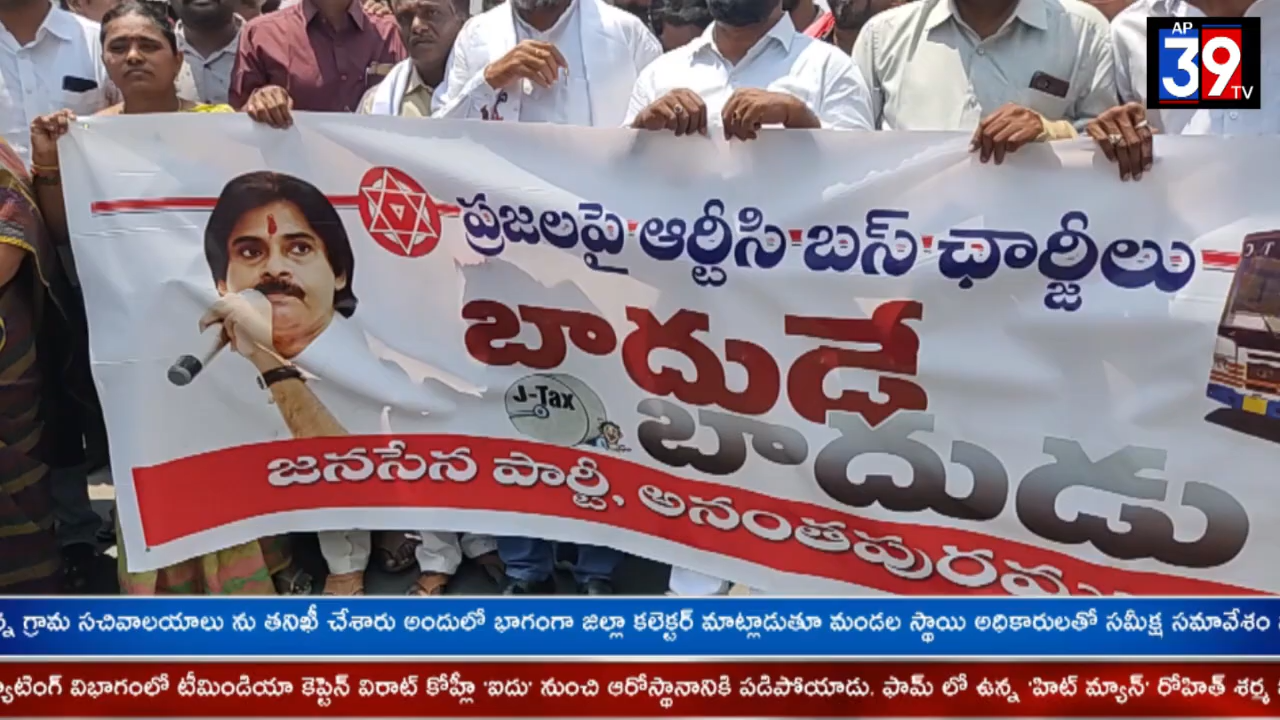 AP
39
TV
ప్రజలపై ఆర్టీసి బస్ ఛార్జీలు
బాదుడే
J-Tax
బాదుడు
జనసేన పార్టీ, అనంతపురము
గ్రామ సచివాలయాలు ను తనిఖీ చేశారు అందులో భాగంగా జిల్లా కలెక్టర్ మాట్లాడుతూ మండల స్థాయి అధికారులతో సమీక్ష సమావేశం
విభాగంలో టీమిండియా కెప్టెన్ విరాట్ కోహ్లీ 'ఐదు' నుంచి ఆరోస్థానానికి పడిపోయాడు. ఫామ్ లో ఉన్న 'హిట్ మ్యాన్' రోహిత్ శర్మ